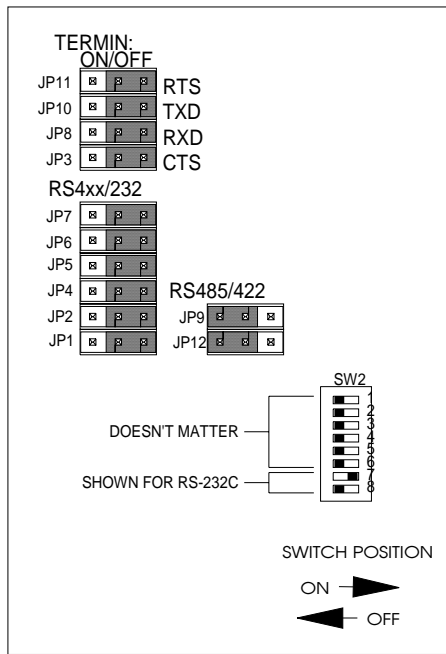 TERMIN:
ON/OFF
JP11 RTS
JP10 TXD
JP8 RXD
JP3 CTS
RS4xx/232
JP7
JP6
JP5
JP4 RS485/422
JP2 JP9
JP1 JP12
SW2
1
2
3
DOESN'T MATTER 4
5
6
SHOWN FOR RS-232C 7
8
SWITCH POSITION
ON
OFF